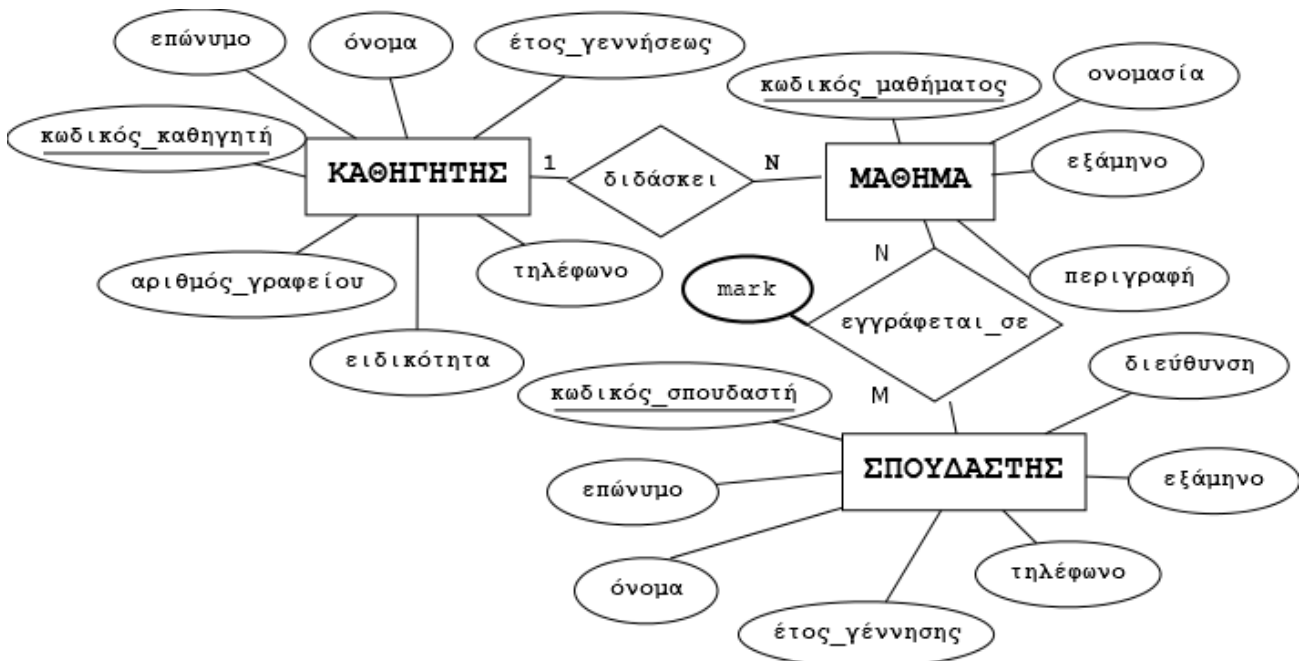 επώνυμο
όνομα
έτος_γεννήσεως
κωδικός_καθηγητή
ΚΑΘΗΓΗΤΗΣ
αριθμός_γραφείου
ειδικότητα
τηλέφωνο
1
διδάσκει
N
κωδικός_μαθήματος
ονομασία
εξάμηνο
ΜΑΘΗΜΑ
περιγραφή
N
mark
εγγράφεται_σε
M
κωδικός_σπουδαστή
διεύθυνση
ΣΠΟΥΔΑΣΤΗΣ
επώνυμο
εξάμηνο
όνομα
τηλέφωνο
έτος_γέννησης